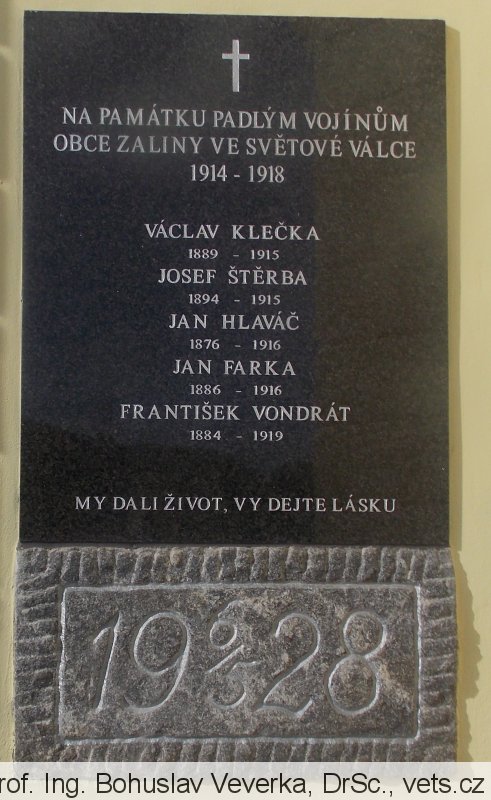 NA PAMÁTKU PADLÝM VOJÍNŮM
OBCE ZALINY VE SVĚTOVÉ VÁLCE
1914 - 1918
VÁCLAV KLEČKA
1889 - 1915
JOSEF ŠTĚRBA
1894 - 1915
JAN HLAVÁČ
1876 - 1916
JAN FARKA
1886 - 1916
FRANTIŠEK VONDRÁT
1884 - 1919
MY DALI ŽIVOT, VY DEJTE LÁSKU
19 28
rof. Ing. Bohuslav Veverka, DrSc., vets.cz